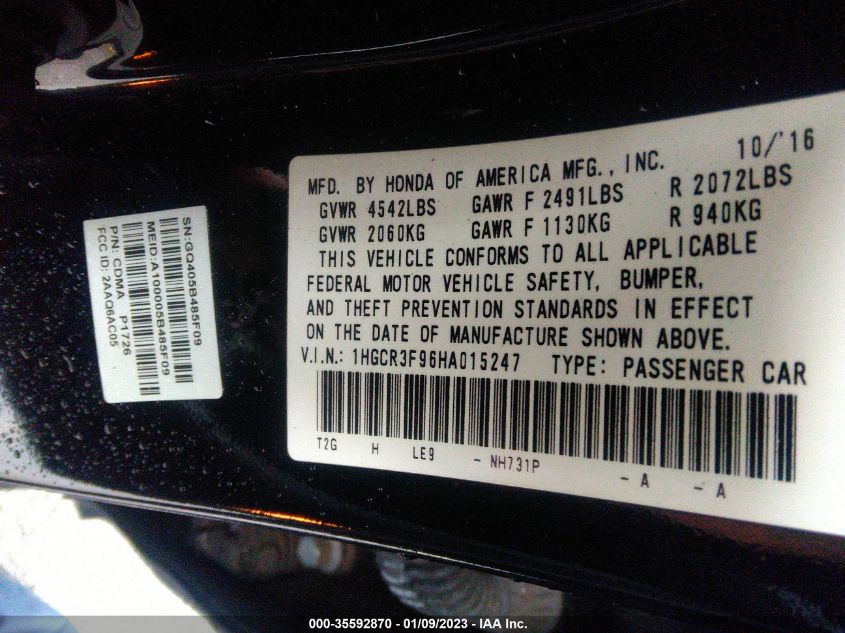 SN:GQ405B485F09
MEID:A100005B485F09
P/N: CDMA P1726
FCC ID: 2AAQ6AC05
10/'16
MFD. BY HONDA OF AMERICA MFG., INC.
GVWR 4542LBS GAWR F 2491LBS R 2072LBS
GVWR 2060KG GAWR F 1130KG R 940KG
THIS VEHICLE CONFORMS TO ALL APPLICABLE
FEDERAL MOTOR VEHICLE SAFETY, BUMPER,
AND THEFT PREVENTION STANDARDS IN EFFECT
ON THE DATE OF MANUFACTURE SHOWN ABOVE.
V.I.N.: 1HGCR3F96HA015247 TYPE: PASSENGER CAR
T2G H LE9 - NH731P - A - A
000-35592870 - 01/09/2023 - IAA Inc.